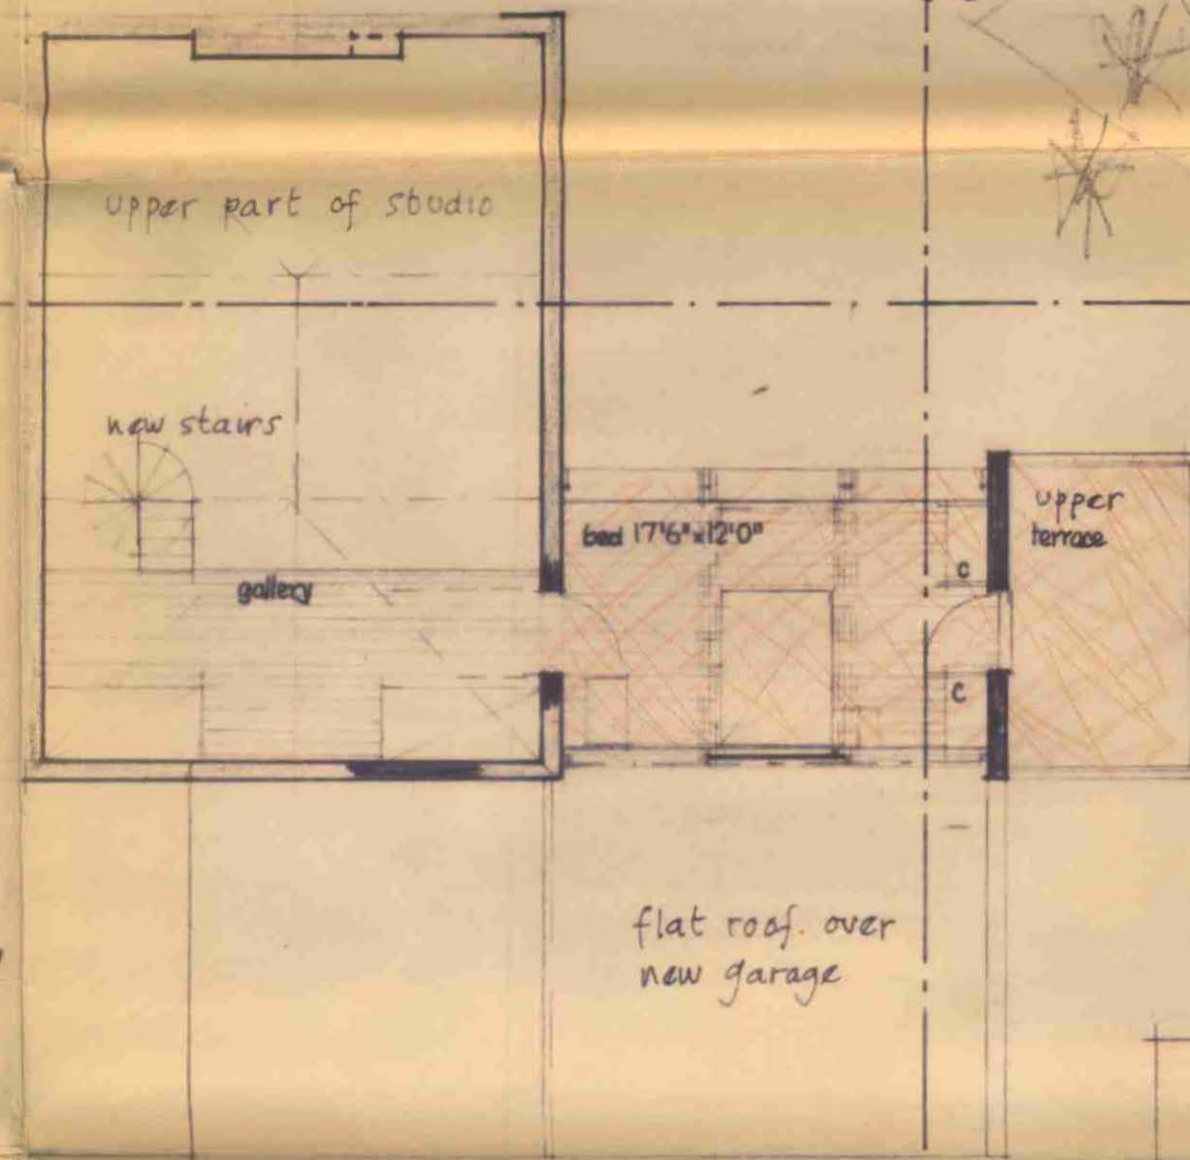 upper part of studio
new stairs
gallery
bed 17'6"x12'0"
upper
terrace
c
c
flat roof. over
new garage